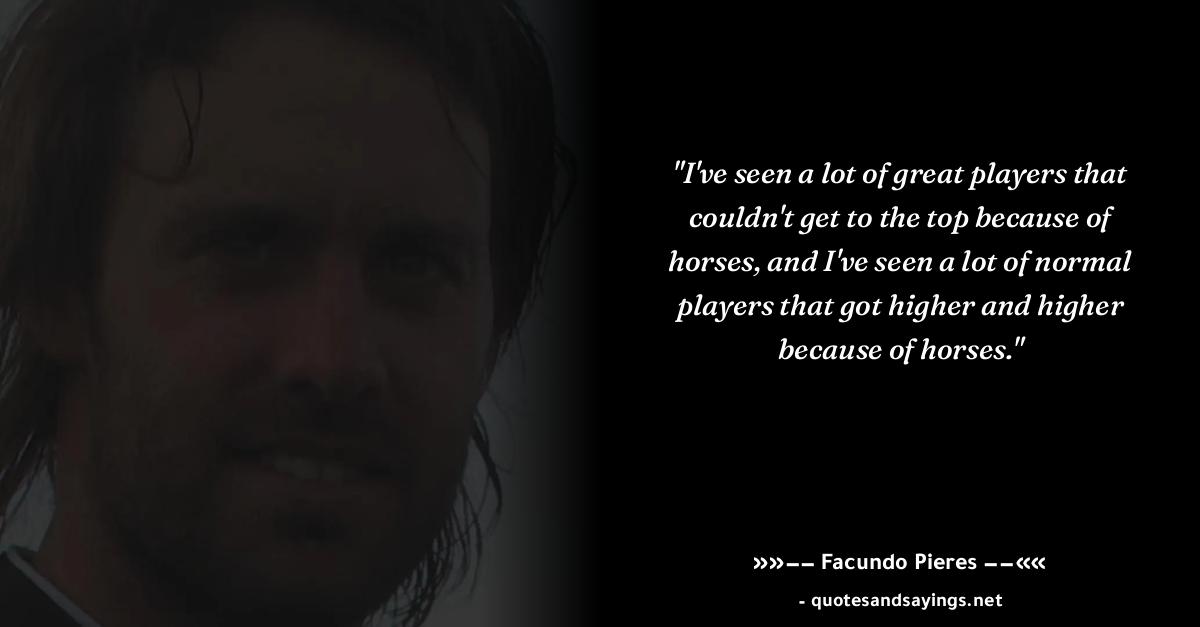 "I've seen a lot of great players that
couldn't get to the top because of
horses, and I've seen a lot of normal
players that got higher and higher
because of horses."
»»−− Facundo Pieres −−««
- quotesandsayings.net